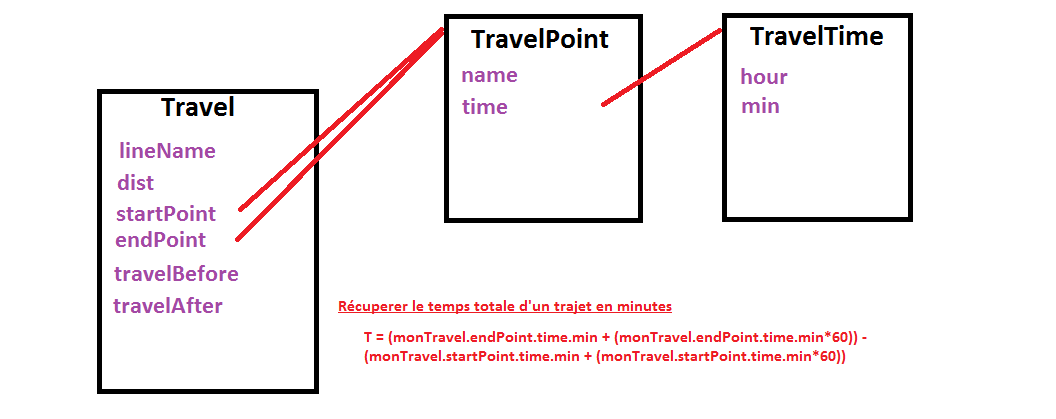 Travel
lineName
dist
startPoint
endPoint
travelBefore
travelAfter
TravelPoint
name
time
TravelTime
hour
min
Récuperer le temps totale d'un trajet en minutes
T = (monTravel.endPoint.time.min + (monTravel.endPoint.time.min*60)) -
(monTravel.startPoint.time.min + (monTravel.startPoint.time.min*60))